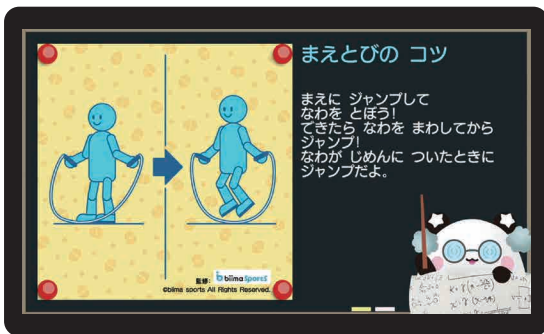 まえとびの コツ
まえに ジャンプして
なわを とぼう!
できたら なわを まわしてから
ジャンプ!
なわが じめんに ついたときに
ジャンプだよ。
監修: biima sports
©biima sports All Rights Reserved.